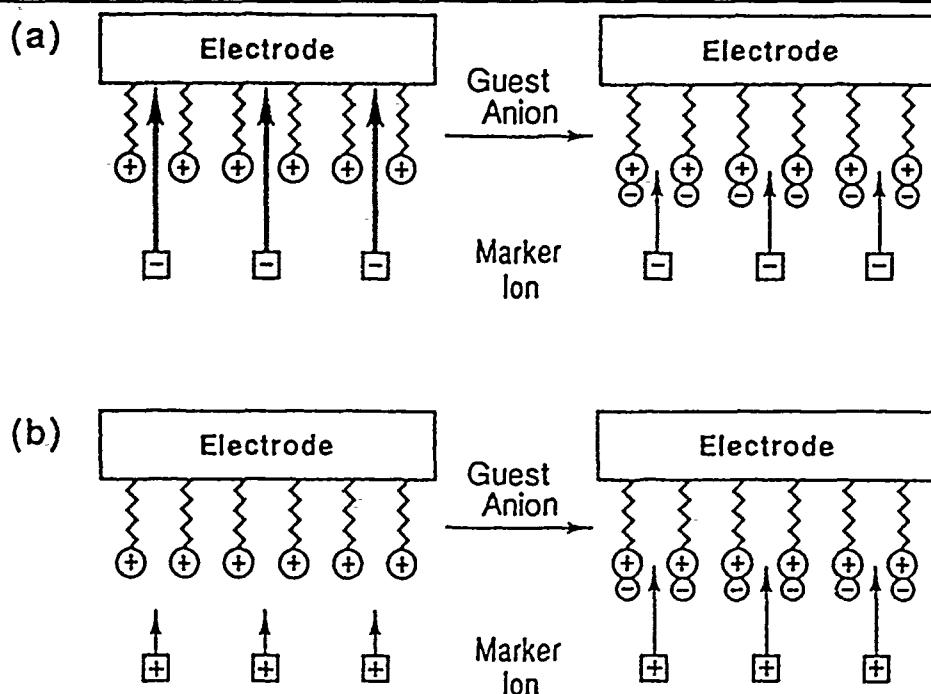 (a)
Electrode
Guest
Anion
Electrode
+ + + + + +
+ + + + + +
- - - - - -
- - -
Marker
Ion
- - -
(b)
Electrode
Guest
Anion
Electrode
+ + + + + +
+ + + + + +
- - - - - -
+ + +
Marker
Ion
+ + +